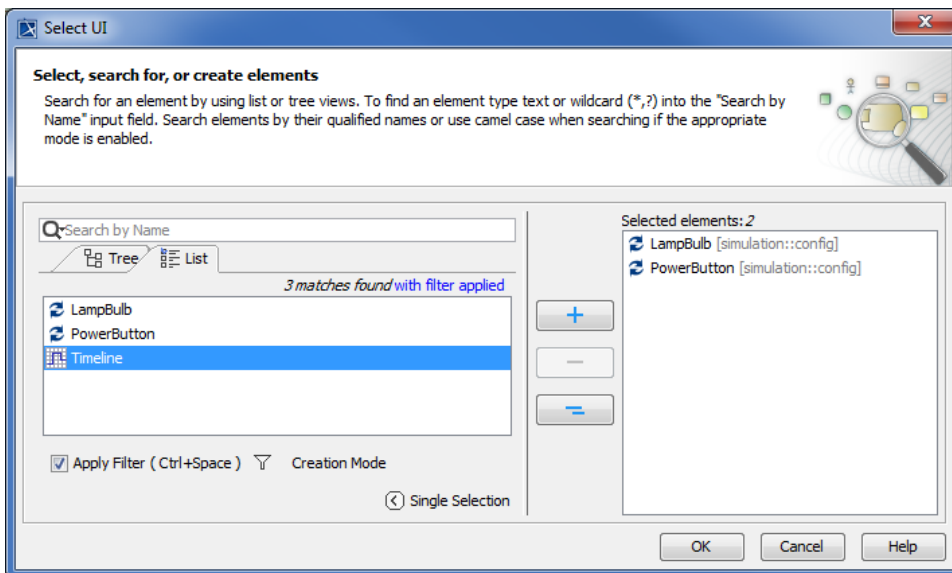 Select UI
Select, search for, or create elements
Search for an element by using list or tree views. To find an element type text or wildcard (*,?) into the "Search by
Name" input field. Search elements by their qualified names or use camel case when searching if the appropriate
mode is enabled.
Search by Name
Tree List
3 matches found with filter applied
LampBulb
PowerButton
Timeline
Apply Filter ( Ctrl+Space ) Creation Mode
Single Selection
Selected elements: 2
LampBulb [simulation::config]
PowerButton [simulation::config]
OK Cancel Help